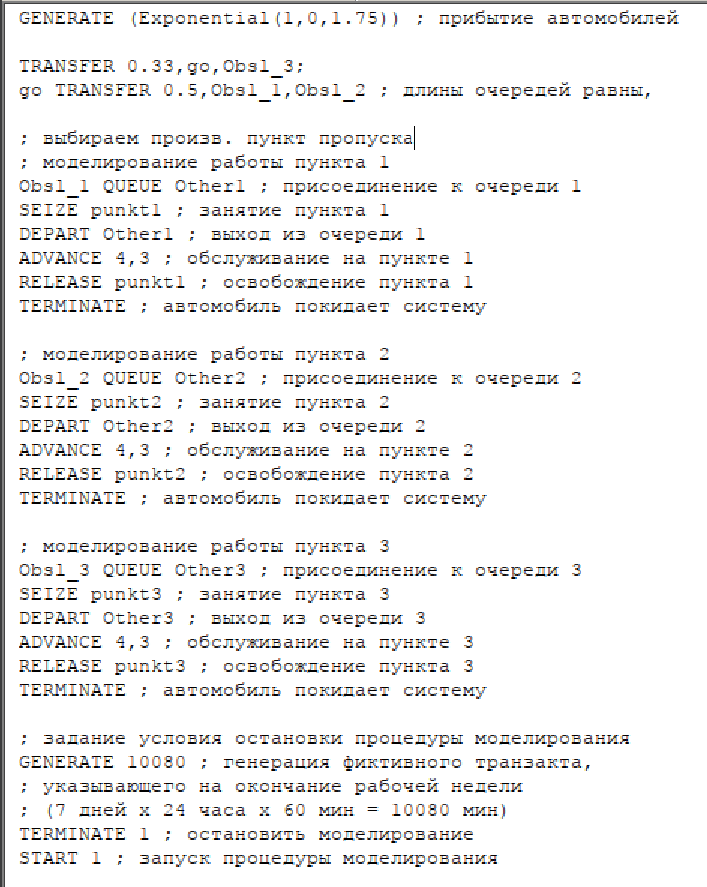 GENERATE (Exponential(1,0,1.75)) ; прибытие автомобилей
TRANSFER 0.33,go,Obsl_3;
go TRANSFER 0.5,Obsl_1,Obsl_2 ; длины очередей равны,
; выбираем произв. пункт пропуска
; моделирование работы пункта 1
Obsl_1 QUEUE Other1 ; присоединение к очереди 1
SEIZE punkt1 ; занятие пункта 1
DEPART Other1 ; выход из очереди 1
ADVANCE 4,3 ; обслуживание на пункте 1
RELEASE punkt1 ; освобождение пункта 1
TERMINATE ; автомобиль покидает систему
; моделирование работы пункта 2
Obsl_2 QUEUE Other2 ; присоединение к очереди 2
SEIZE punkt2 ; занятие пункта 2
DEPART Other2 ; выход из очереди 2
ADVANCE 4,3 ; обслуживание на пункте 2
RELEASE punkt2 ; освобождение пункта 2
TERMINATE ; автомобиль покидает систему
; моделирование работы пункта 3
Obsl_3 QUEUE Other3 ; присоединение к очереди 3
SEIZE punkt3 ; занятие пункта 3
DEPART Other3 ; выход из очереди 3
ADVANCE 4,3 ; обслуживание на пункте 3
RELEASE punkt3 ; освобождение пункта 3
TERMINATE ; автомобиль покидает систему
; задание условия остановки процедуры моделирования
GENERATE 10080 ; генерация фиктивного транзакта,
; указывающего на окончание рабочей недели
; (7 дней х 24 часа х 60 мин = 10080 мин)
TERMINATE 1 ; остановить моделирование
START 1 ; запуск процедуры моделирования